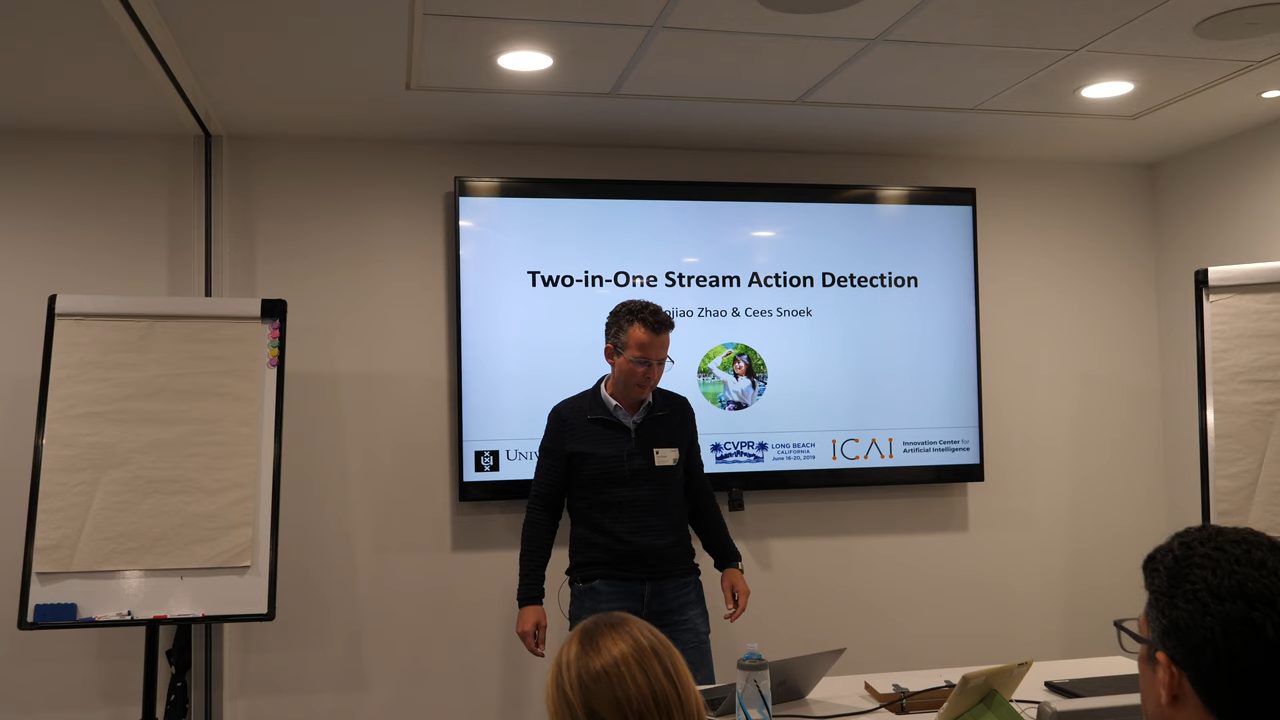 Two-in-One Stream Action Detection
Zhao & Cees Snoek
CVPR
LONG BEACH
CALIFORNIA
June 16-20, 2019
ICAI
Innovation Center for
Artificial Intelligence